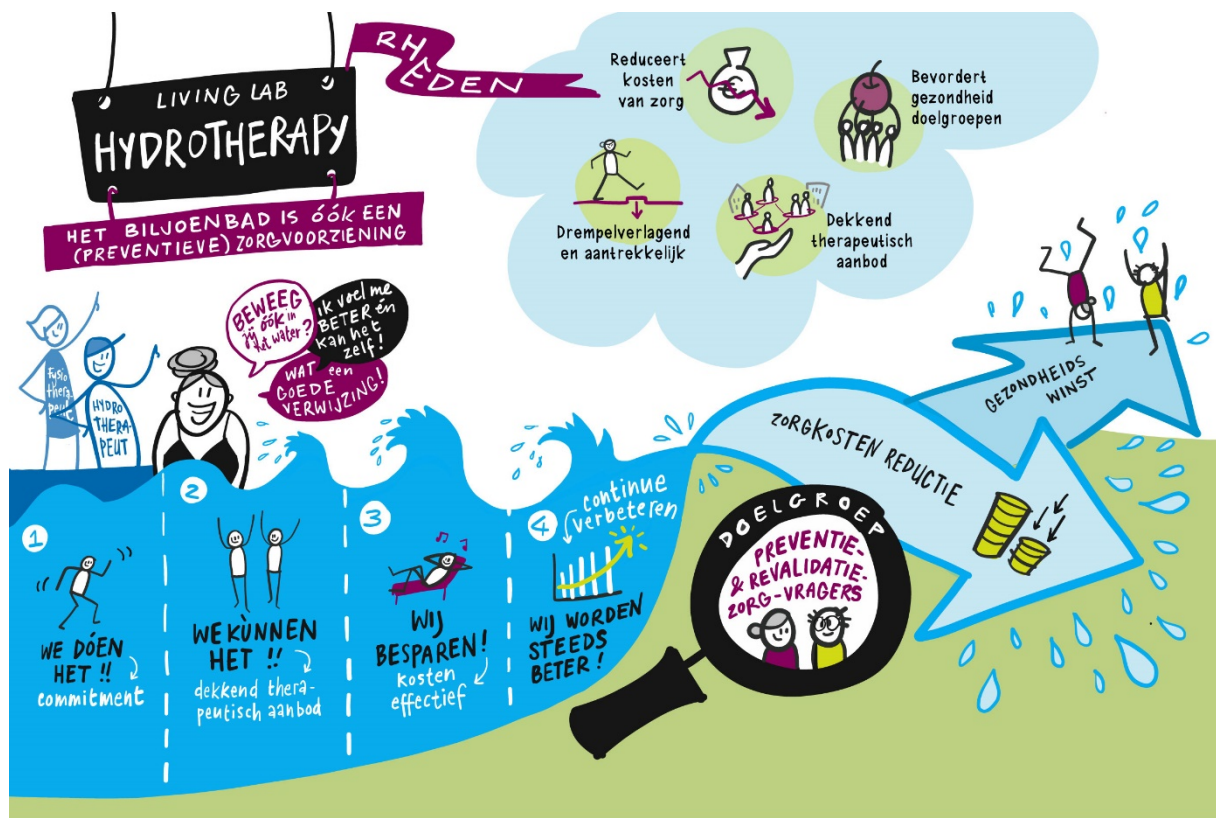 LIVING LAB
HYDROTHERAPY
RHEDEN
HET BILJOENBAD IS ÓÓK EEN
(PREVENTIEVE) ZORGVOORZIENING
Reduceert
kosten
van zorg
€
Bevordert
gezondheid
doelgroepen
Drempelverlagend
en aantrekkelijk
Dekkend
therapeutisch
aanbod
BEWEEG
jij óók in
het water?
Ik voel me
BETER én
kan het
zelf!
WAT een
GOEDE
VERWIJZING!
fysio
thera-
peut
HYDRO
THERA-
PEUT
1
WE DÓEN
HET !!
commitment
2
WE KÙNNEN
HET !!
dekkend thera-
peutisch aanbod
3
WIJ
BESPAREN!
kosten
effectief
4
continue
verbeteren
WIJ WORDEN
STEEDS
BETER!
DOELGROEP
PREVENTIE-
& REVALIDATIE-
ZORG-VRAGERS
ZORGKOSTEN REDUCTIE
GEZONDHEIDS
WINST